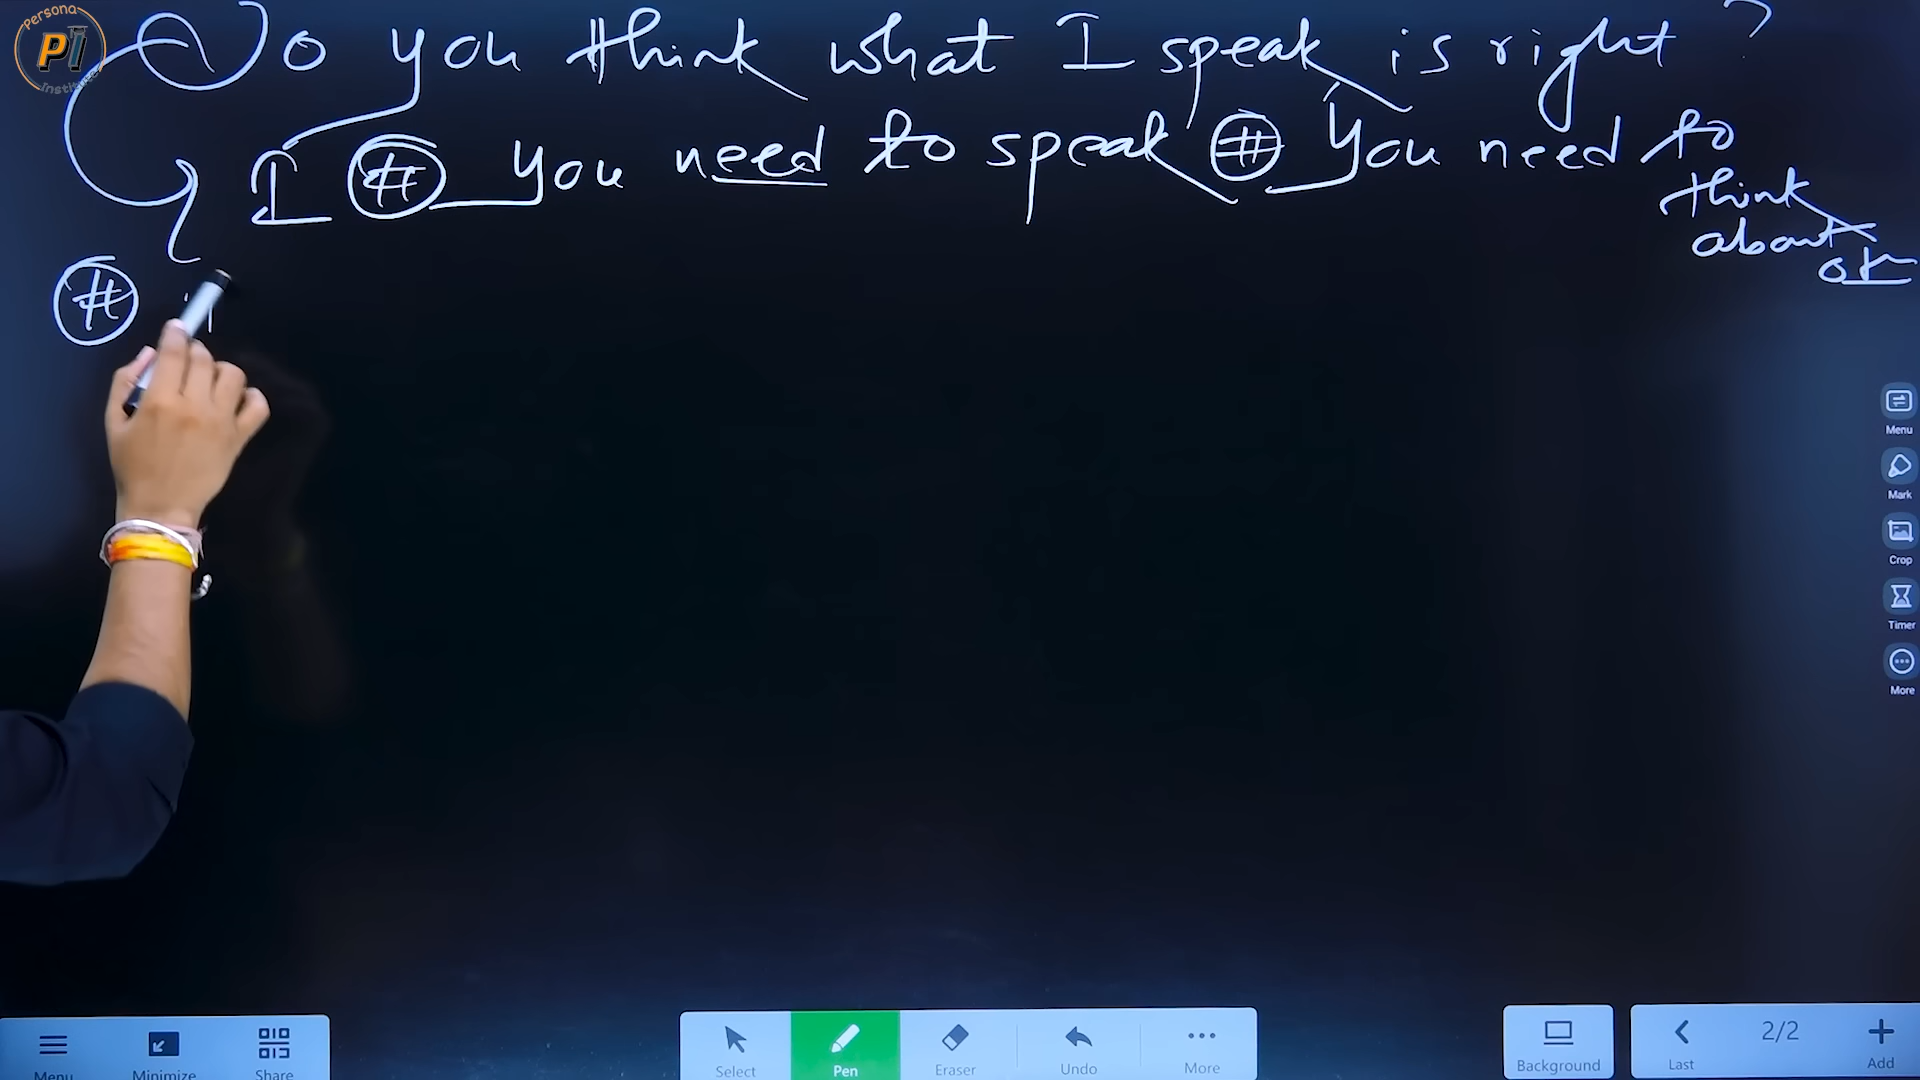 Persona
PI
Institute
Do you think what I speak is right ?
I # you need to speak # you need to
think
about
#
Menu
Mark
Crop
Timer
More
Menu
Minimize
Share
Select
Pen
Eraser
Undo
More
Background
Last
2/2
Add